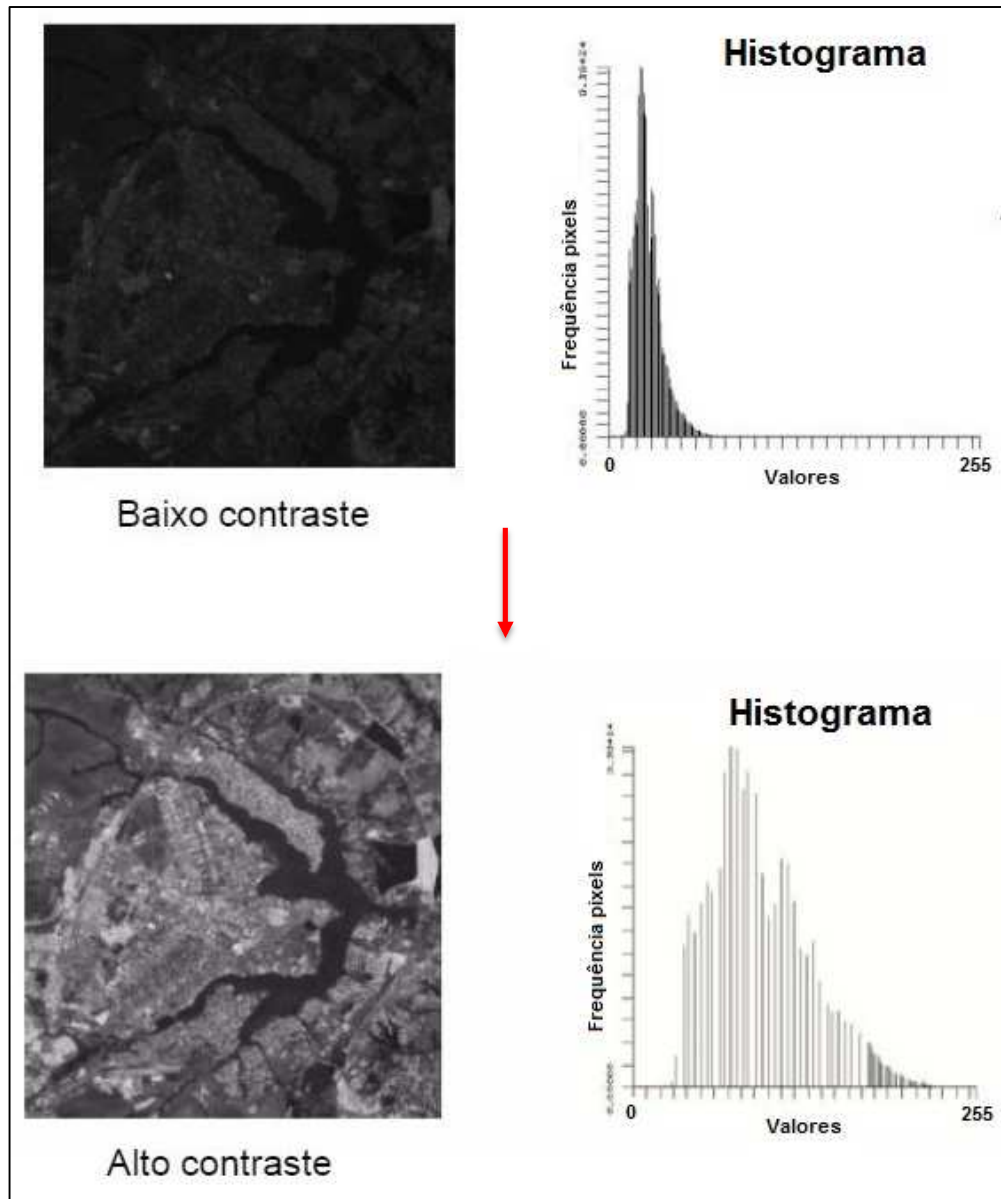 Histograma
Frequência pixels
0
255
Valores
Baixo contraste
Histograma
Frequência pixels
0
255
Valores
Alto contraste